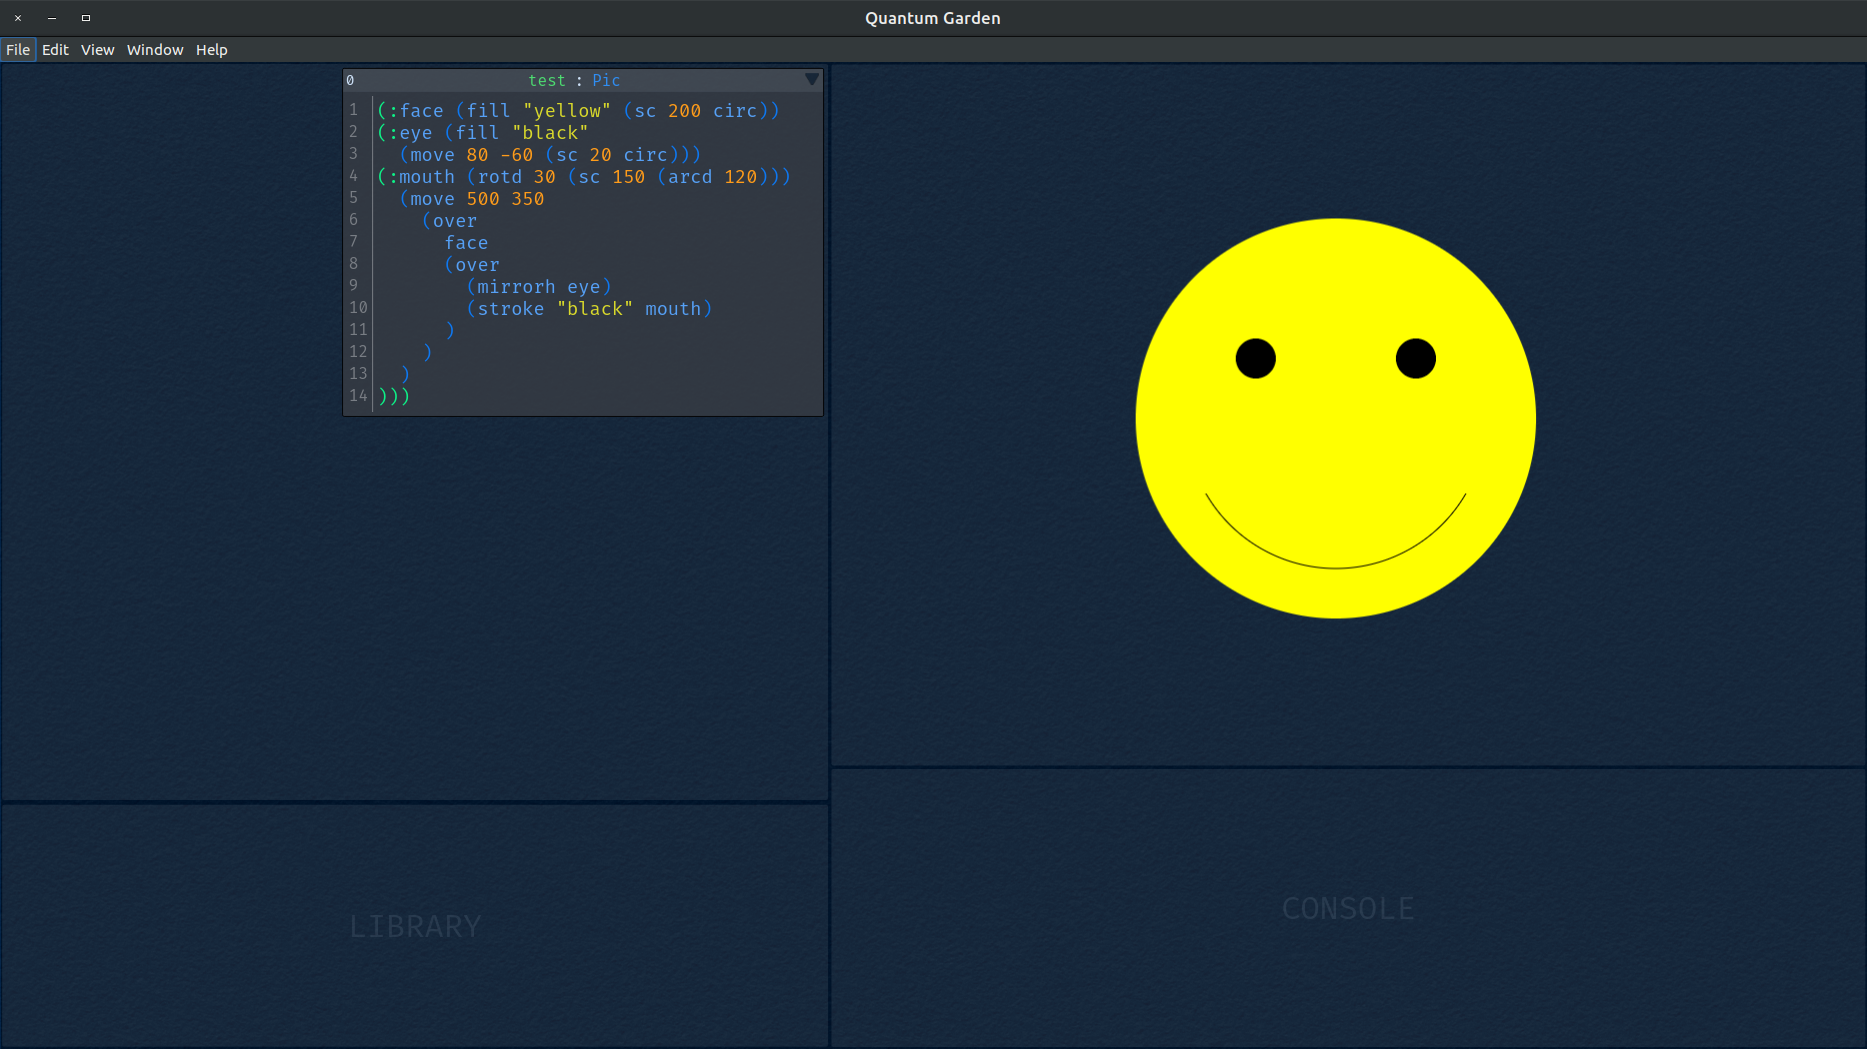 Quantum Garden
File Edit View Window Help
0 test : Pic
1 (:face (fill "yellow" (sc 200 circ))
2 (:eye (fill "black"
3 (move 80 -60 (sc 20 circ)))
4 (:mouth (rotd 30 (sc 150 (arcd 120)))
5 (move 500 350
6 (over
7 face
8 (over
9 (mirrorh eye)
10 (stroke "black" mouth)
11 )
12 )
13 )
14 )))
LIBRARY
CONSOLE